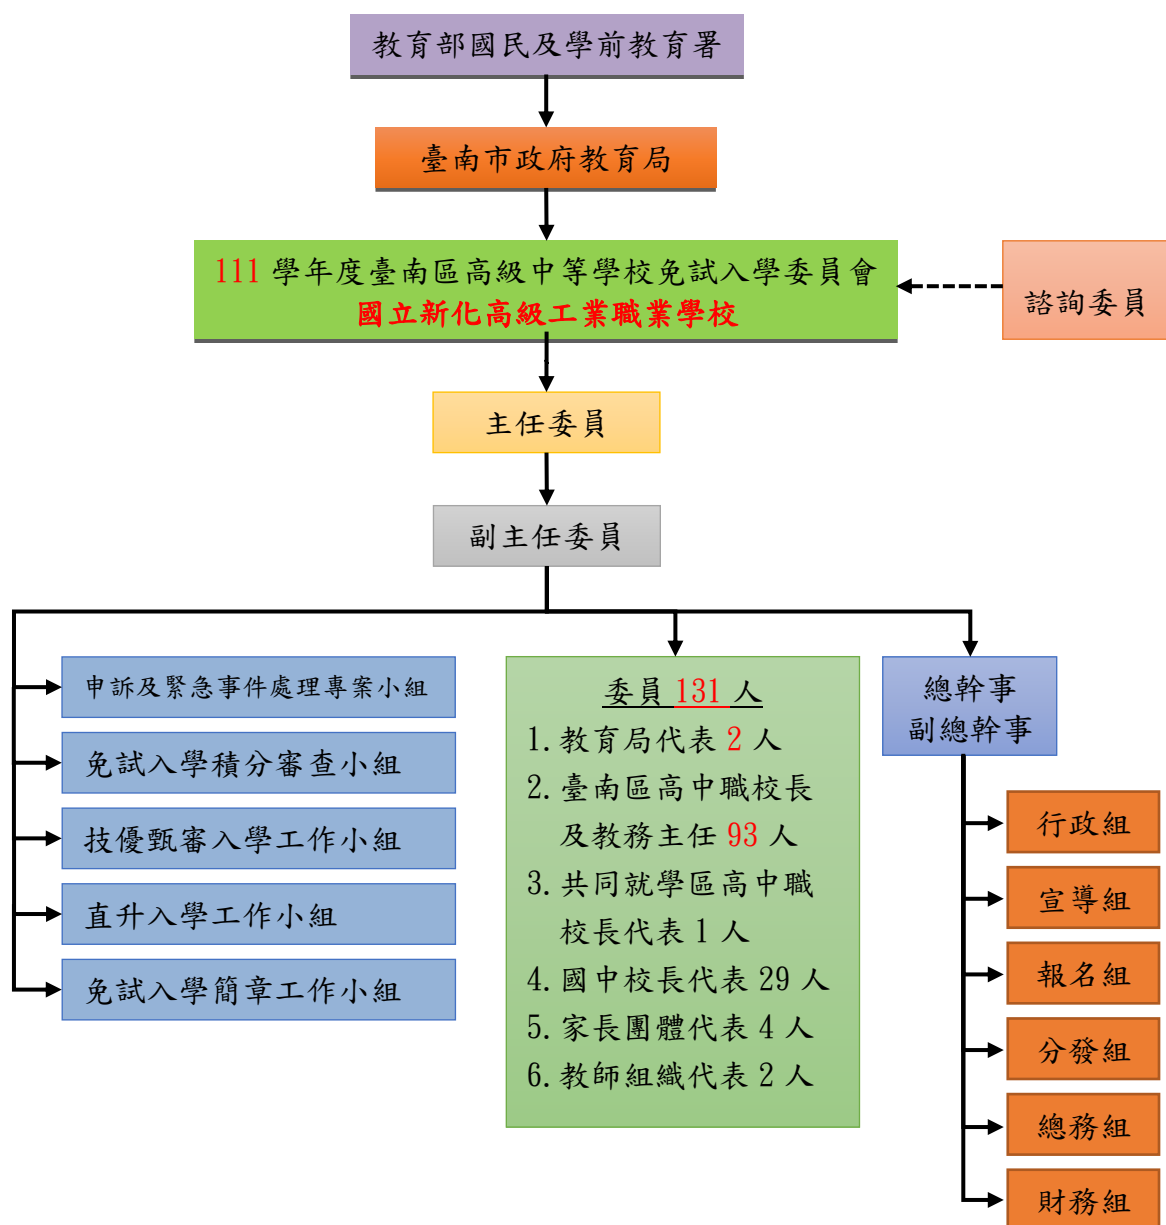 教育部國民及學前教育署
臺南市政府教育局
111 學年度臺南區高級中等學校免試入學委員會
國立新化高級工業職業學校
諮詢委員
主任委員
副主任委員
申訴及緊急事件處理專案小組
免試入學積分審查小組
技優甄審入學工作小組
直升入學工作小組
免試入學簡章工作小組
委員 131 人
1. 教育局代表 2 人
2. 臺南區高中職校長
及教務主任 93 人
3. 共同就學區高中職
校長代表 1 人
4. 國中校長代表 29 人
5. 家長團體代表 4 人
6. 教師組織代表 2 人
總幹事
副總幹事
行政組
宣導組
報名組
分發組
總務組
財務組